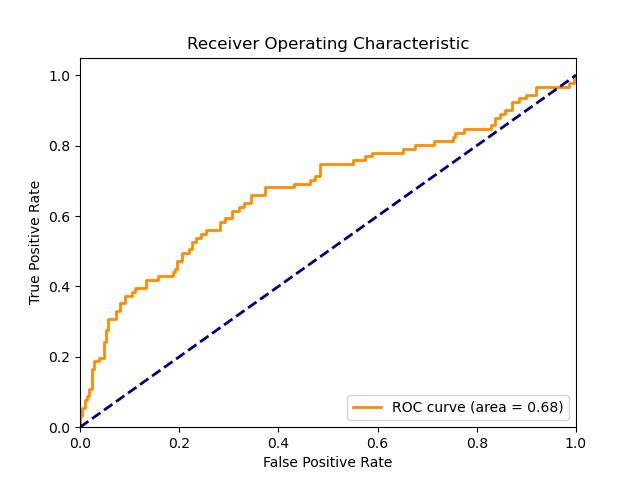 Receiver Operating Characteristic
True Positive Rate
1.0
0.8
0.6
0.4
0.2
0.0
ROC curve (area = 0.68)
0.0 0.2 0.4 0.6 0.8 1.0
False Positive Rate